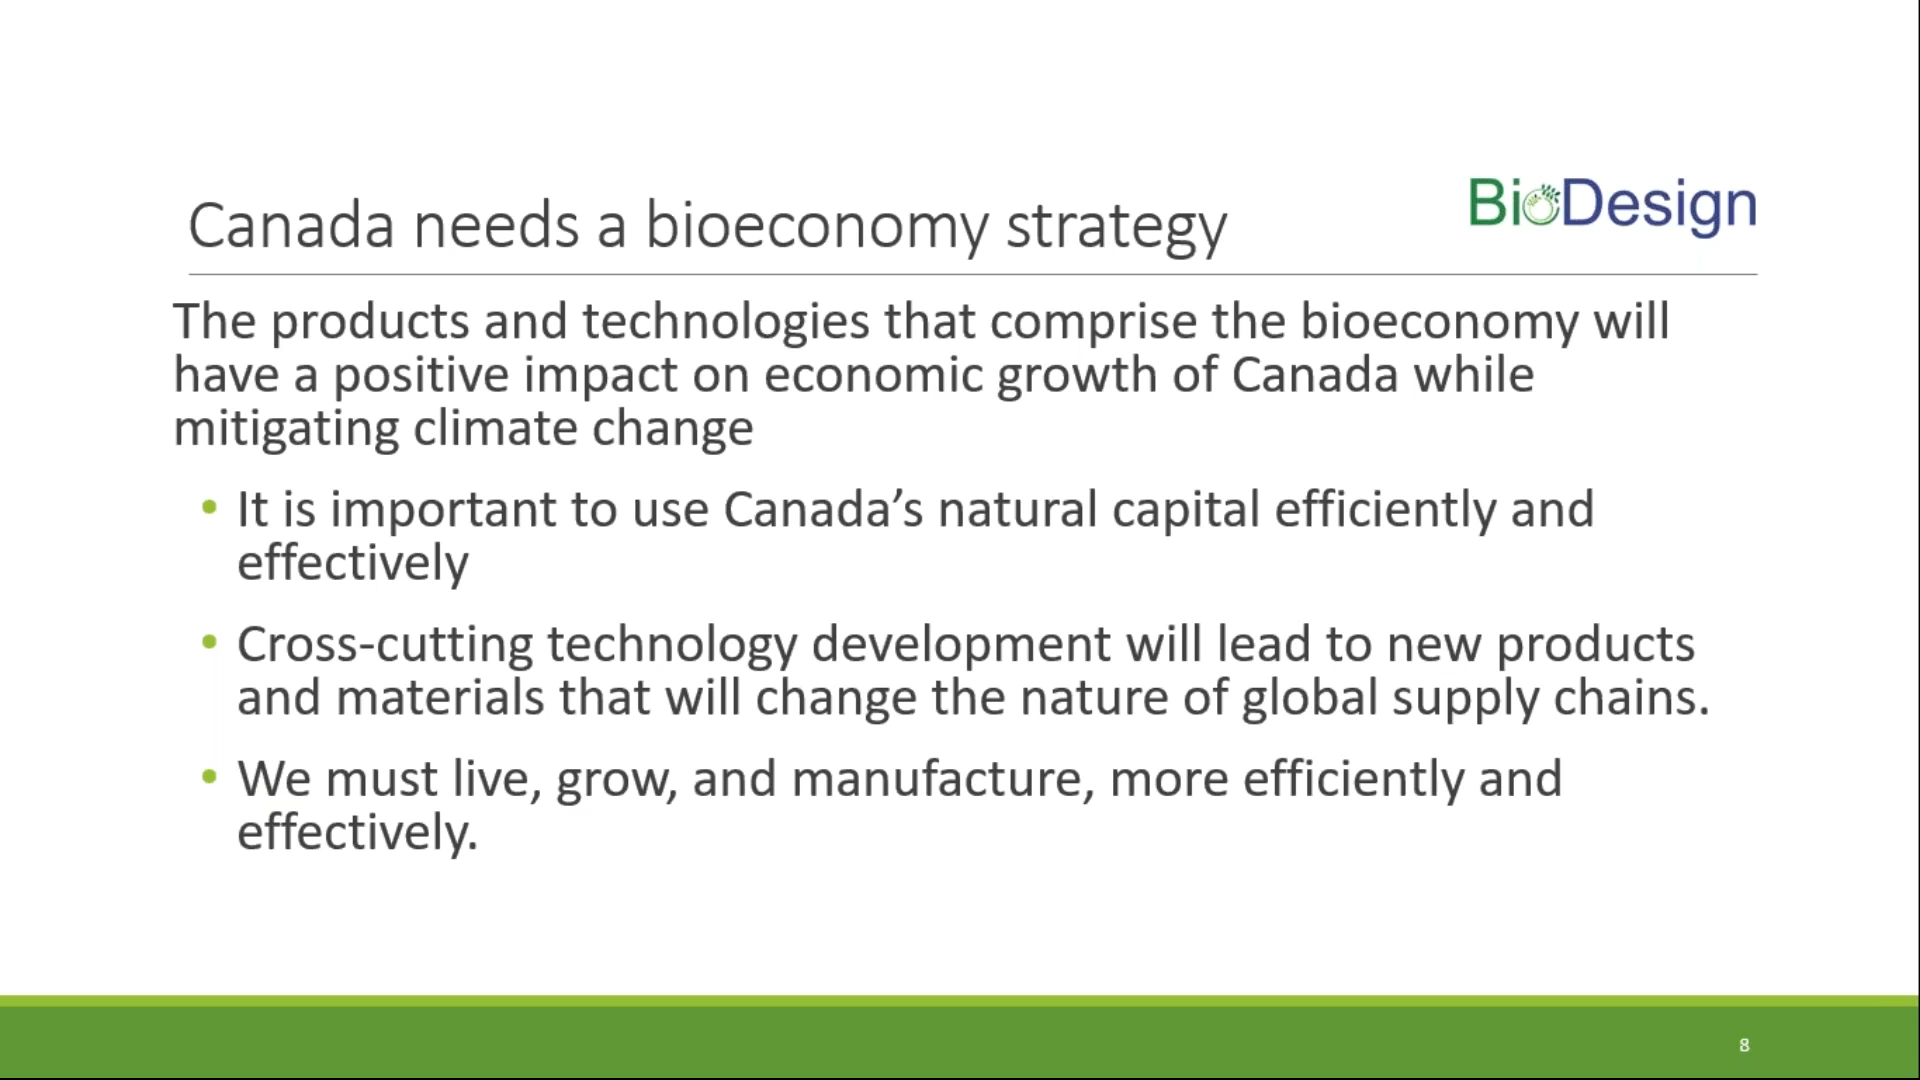 Canada needs a bioeconomy strategy
BioDesign
The products and technologies that comprise the bioeconomy will
have a positive impact on economic growth of Canada while
mitigating climate change
• It is important to use Canada’s natural capital efficiently and
effectively
• Cross-cutting technology development will lead to new products
and materials that will change the nature of global supply chains.
• We must live, grow, and manufacture, more efficiently and
effectively.
8